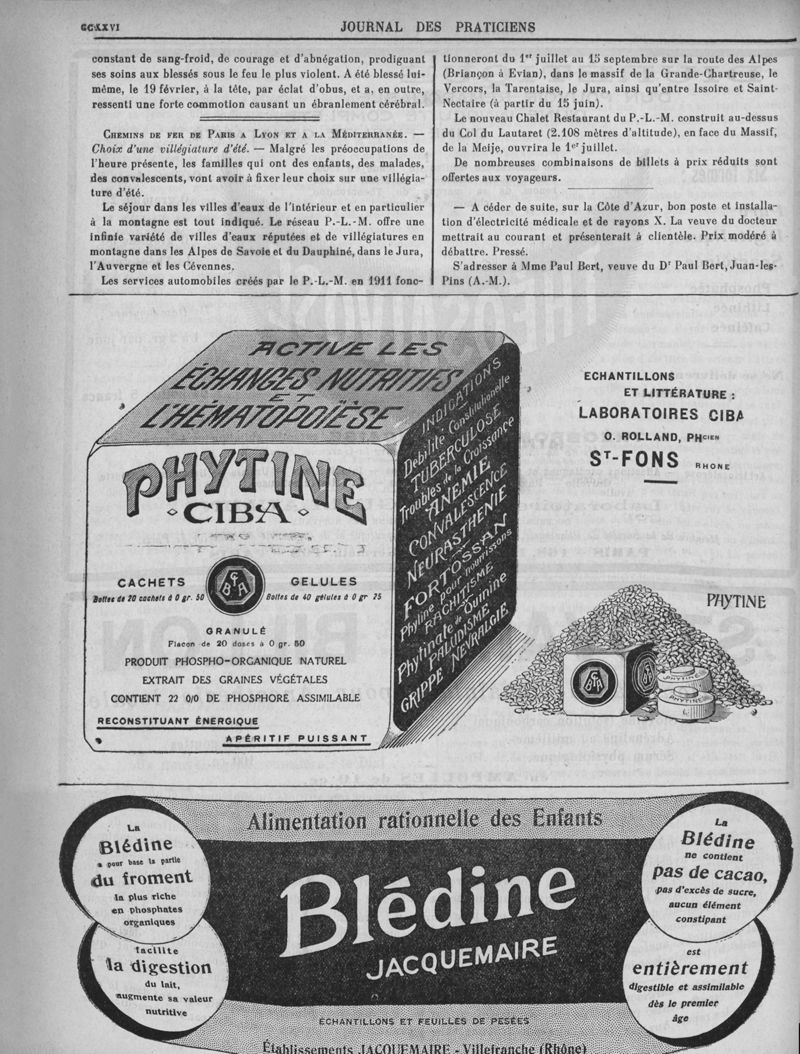 JOURNAL DES PRATICIENS
constant de sang-froid, de courage et d'abnégation, prodiguant
ses soins aux blessés sous le feu le plus violent. A été blessé lui-
même, le 19 février, à la tête, par éclat d'obus, et a, en outre,
ressenti une forte commotion causant un ébranlement cérébral.
CHEMINS DE FER DE PARIS A LYON ET A LA MÉDITERRANÉE. —
Choix d'une villégiature d'été. — Malgré les préoccupations de
l'heure présente, les familles qui ont des enfants, des malades,
des convalescents, vont avoir à fixer leur choix sur une villégia-
ture d'été.
Le séjour dans les villes d'eaux de l'intérieur et en particulier
à la montagne est tout indiqué. Le réseau P.-L.-M. offre une
infinie variété de villes d'eaux réputées et de villégiatures en
montagne dans les Alpes de Savoie et du Dauphiné, dans le Jura,
l'Auvergne et les Cévennes.
Les services automobiles créés par le P.-L.-M. en 1911 fonc-
tionneront du 1er juillet au 15 septembre sur la route des Alpes
(Briançon à Evian), dans le massif de la Grande-Chartreuse, le
Vercors, la Tarentaise, le Jura, ainsi qu'entre Issoire et Saint-
Nectaire (à partir du 15 juin).
Le nouveau Chalet Restaurant du P.-L.-M. construit au-dessus
du Col du Lautaret (2.108 mètres d'altitude), en face du Massif,
de la Meije, ouvrira le 1er juillet.
De nombreuses combinaisons de billets à prix réduits sont
offertes aux voyageurs.
— A céder de suite, sur la Côte d'Azur, bon poste et installa-
tion d'électricité médicale et de rayons X. La veuve du docteur
mettrait au courant et présenterait à clientèle. Prix modéré à
débattre. Pressé.
S'adresser à Mme Paul Bert, veuve du Dr Paul Bert, Juan-les-
Pins (A.-M.).
ACTIVE LES
ÉCHANGES NUTRITIFS
ET
L'HÉMATOPOÏÈSE
PHYTINE
CIBA
CACHETS
Boîtes de 20 cachets à 0 gr. 50
CIBA
GELULES
Boîtes de 40 gélules à 0 gr 25
GRANULÉ
Flacon de 20 doses à 0 gr. 50
PRODUIT PHOSPHO-ORGANIQUE NATUREL
EXTRAIT DES GRAINES VÉGÉTALES
CONTIENT 22 0/0 DE PHOSPHORE ASSIMILABLE
RECONSTITUANT ÉNERGIQUE
APÉRITIF PUISSANT
INDICATIONS
Débilité Constitutionelle
TUBERCULOSE
Troubles de la Croissance
ANÉMIE
CONVALESCENCE
NEURASTHÉNIE
FORTOSSAN
Phytine pour nourrissons
RACHITISME
Phytinate de Quinine
PALUDISME
GRIPPE NEVRALGIE
ECHANTILLONS
ET LITTÉRATURE :
LABORATOIRES CIBA
O. ROLLAND, PHCIEN
ST-FONS RHONE
PHYTINE
CIBA
PHYTINE
PHYTINE
Alimentation rationnelle des Enfants
La
Blédine
a pour base la partie
du froment
la plus riche
en phosphates
organiques
facilite
la digestion
du lait,
augmente sa valeur
nutritive
Blédine
JACQUEMAIRE
La
Blédine
ne contient
pas de cacao,
pas d'excès de sucre,
aucun élément
constipant
est
entièrement
digestible et assimilable
dès le premier
âge
ÉCHANTILLONS ET FEUILLES DE PESÉES
Établissements JACQUEMAIRE - Villefranche (Rhône)